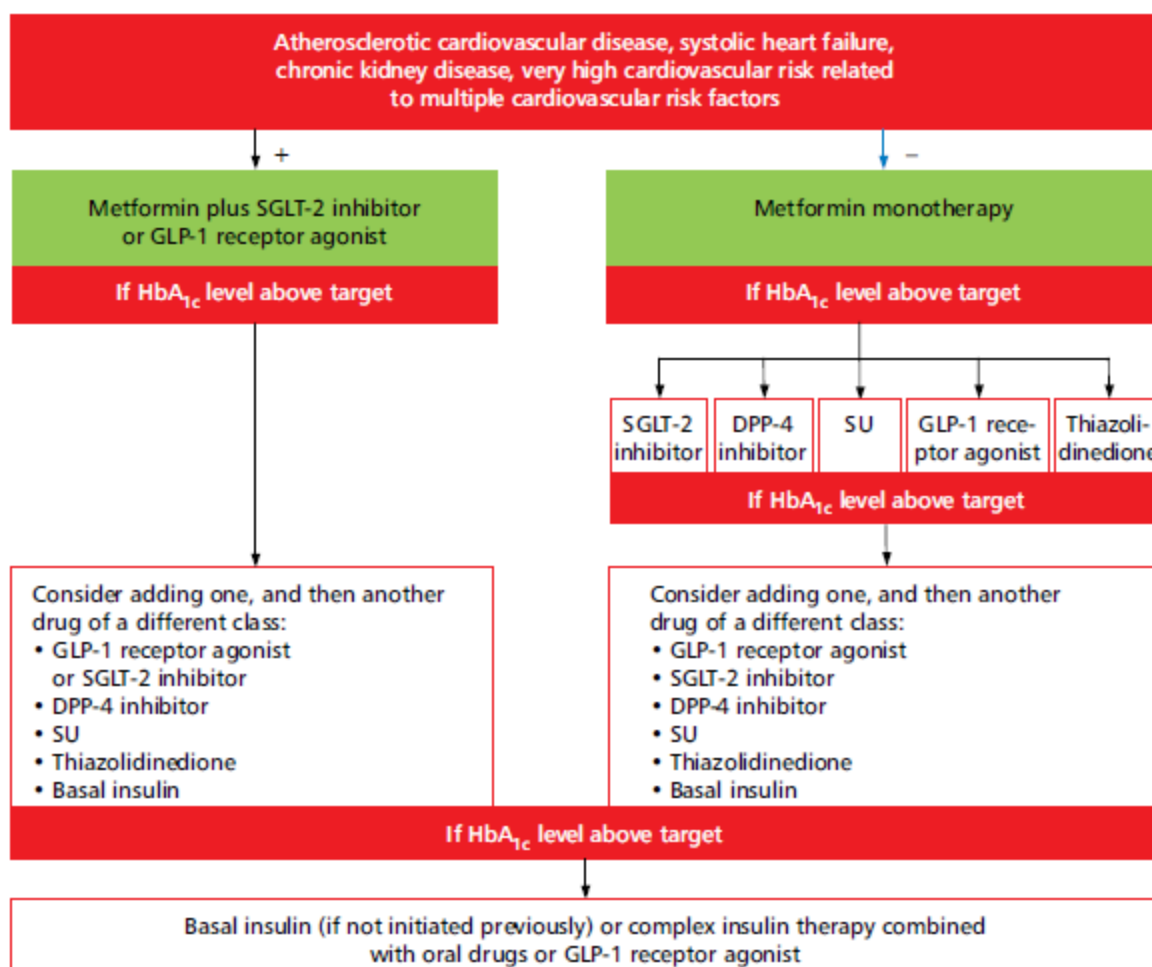 Atherosclerotic cardiovascular disease, systolic heart failure,
chronic kidney disease, very high cardiovascular risk related
to multiple cardiovascular risk factors
+
–
Metformin plus SGLT-2 inhibitor
or GLP-1 receptor agonist
If HbA1c level above target
Metformin monotherapy
If HbA1c level above target
SGLT-2
inhibitor
DPP-4
inhibitor
SU
GLP-1 rece-
ptor agonist
Thiazoli-
dinedione
If HbA1c level above target
Consider adding one, and then another
drug of a different class:
• GLP-1 receptor agonist
or SGLT-2 inhibitor
• DPP-4 inhibitor
• SU
• Thiazolidinedione
• Basal insulin
Consider adding one, and then another
drug of a different class:
• GLP-1 receptor agonist
• SGLT-2 inhibitor
• DPP-4 inhibitor
• SU
• Thiazolidinedione
• Basal insulin
If HbA1c level above target
Basal insulin (if not initiated previously) or complex insulin therapy combined
with oral drugs or GLP-1 receptor agonist